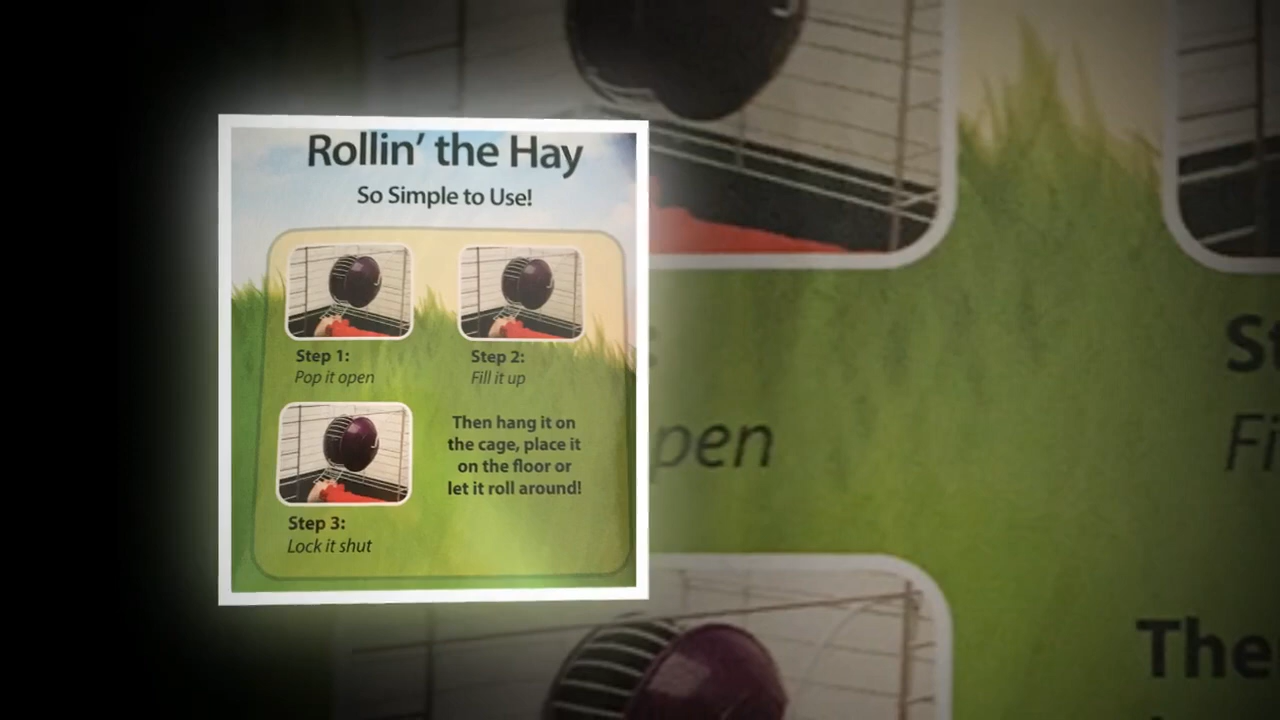 Rollin' the Hay
So Simple to Use!
Step 1:
Pop it open
Step 2:
Fill it up
Then hang it on
the cage, place it
on the floor or
let it roll around!
Step 3:
Lock it shut
pen